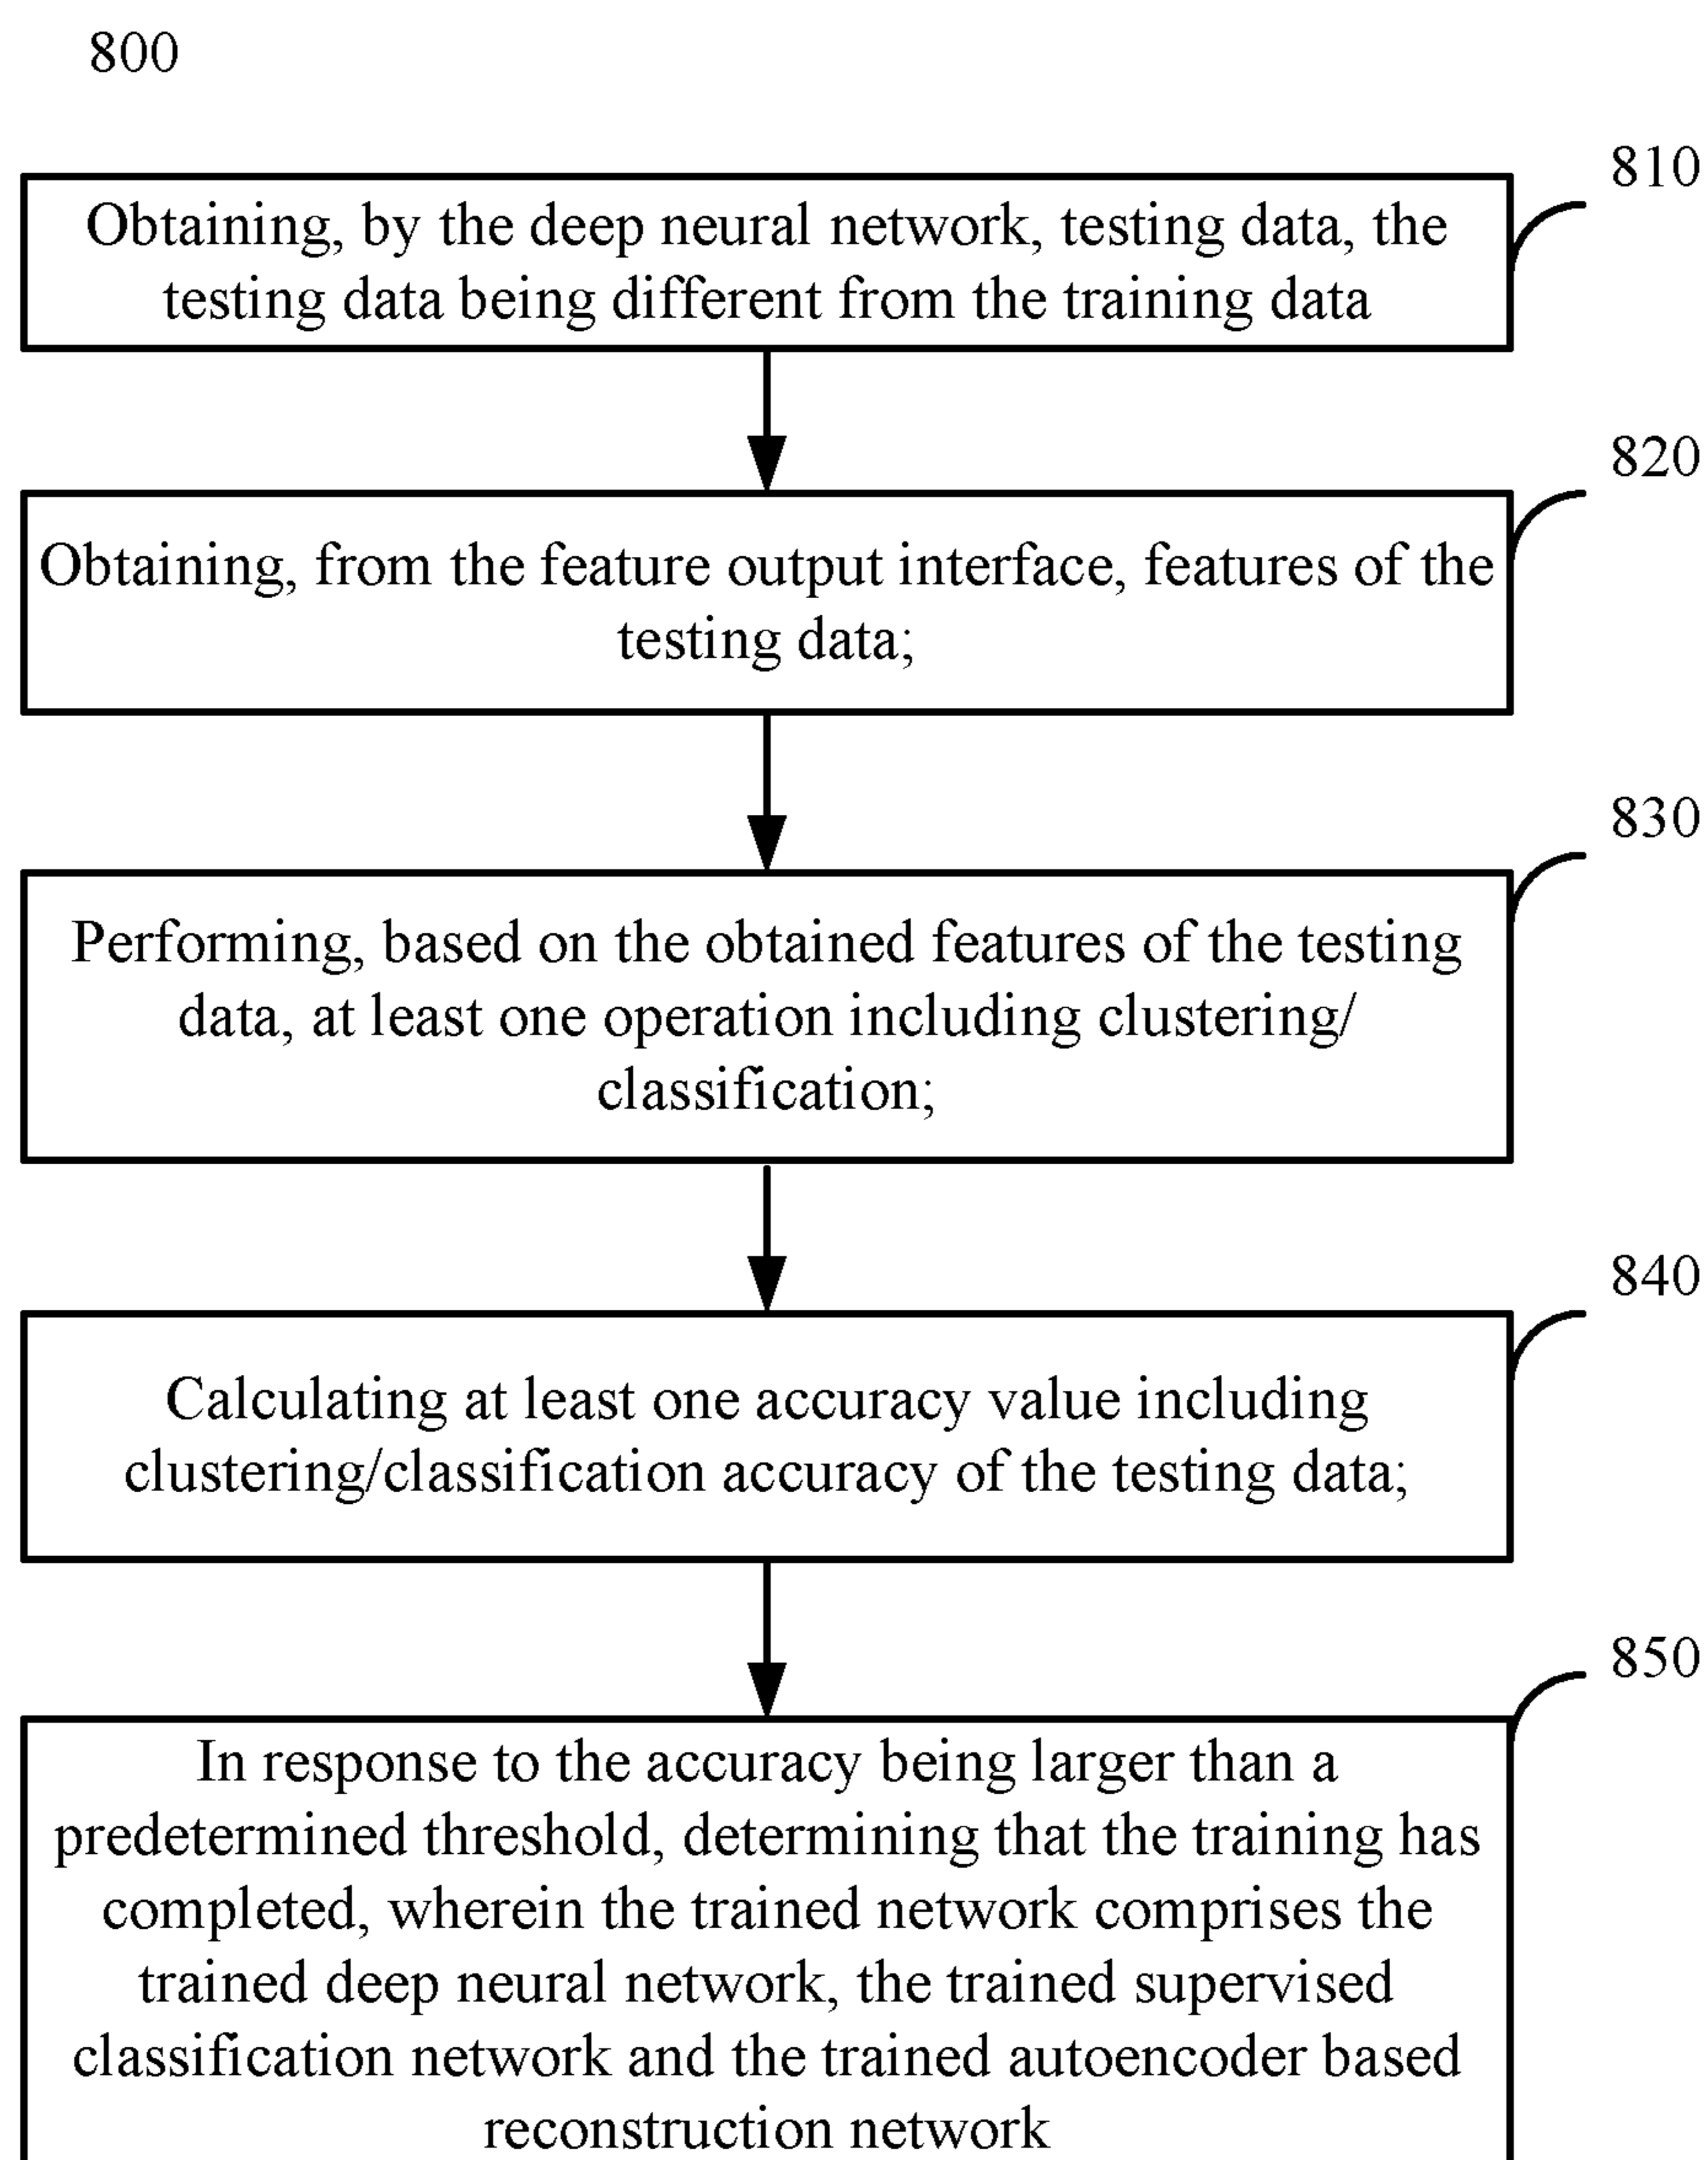 800
810
Obtaining, by the deep neural network, testing data, the
testing data being different from the training data
820
Obtaining, from the feature output interface, features of the
testing data;
830
Performing, based on the obtained features of the testing
data, at least one operation including clustering/
classification;
840
Calculating at least one accuracy value including
clustering/classification accuracy of the testing data;
850
In response to the accuracy being larger than a
predetermined threshold, determining that the training has
completed, wherein the trained network comprises the
trained deep neural network, the trained supervised
classification network and the trained autoencoder based
reconstruction network